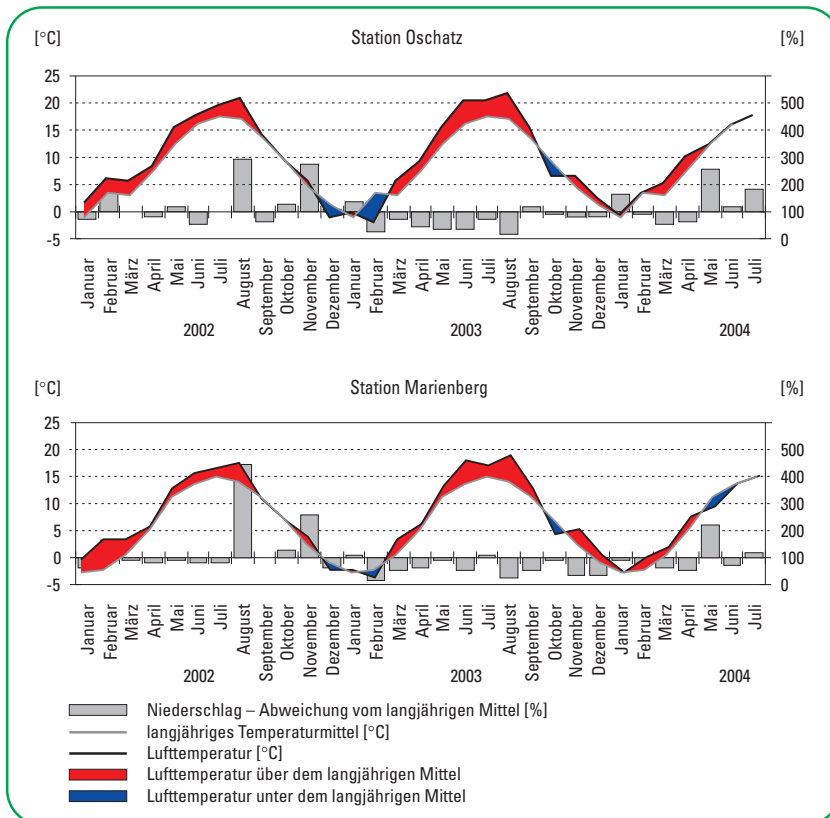 [°C] Station Oschatz [%]
25
20 500
15 400
10 300
5 200
0 100
-5 0
Januar Februar März April Mai Juni Juli August September Oktober November Dezember Januar Februar März April Mai Juni Juli August September Oktober November Dezember Januar Februar März April Mai Juni Juli
2002 2003 2004
[°C] Station Marienberg [%]
25
20 500
15 400
10 300
5 200
0 100
-5 0
Januar Februar März April Mai Juni Juli August September Oktober November Dezember Januar Februar März April Mai Juni Juli August September Oktober November Dezember Januar Februar März April Mai Juni Juli
2002 2003 2004
Niederschlag – Abweichung vom langjährigen Mittel [%]
langjähriges Temperaturmittel [°C]
Lufttemperatur [°C]
Lufttemperatur über dem langjährigen Mittel
Lufttemperatur unter dem langjährigen Mittel